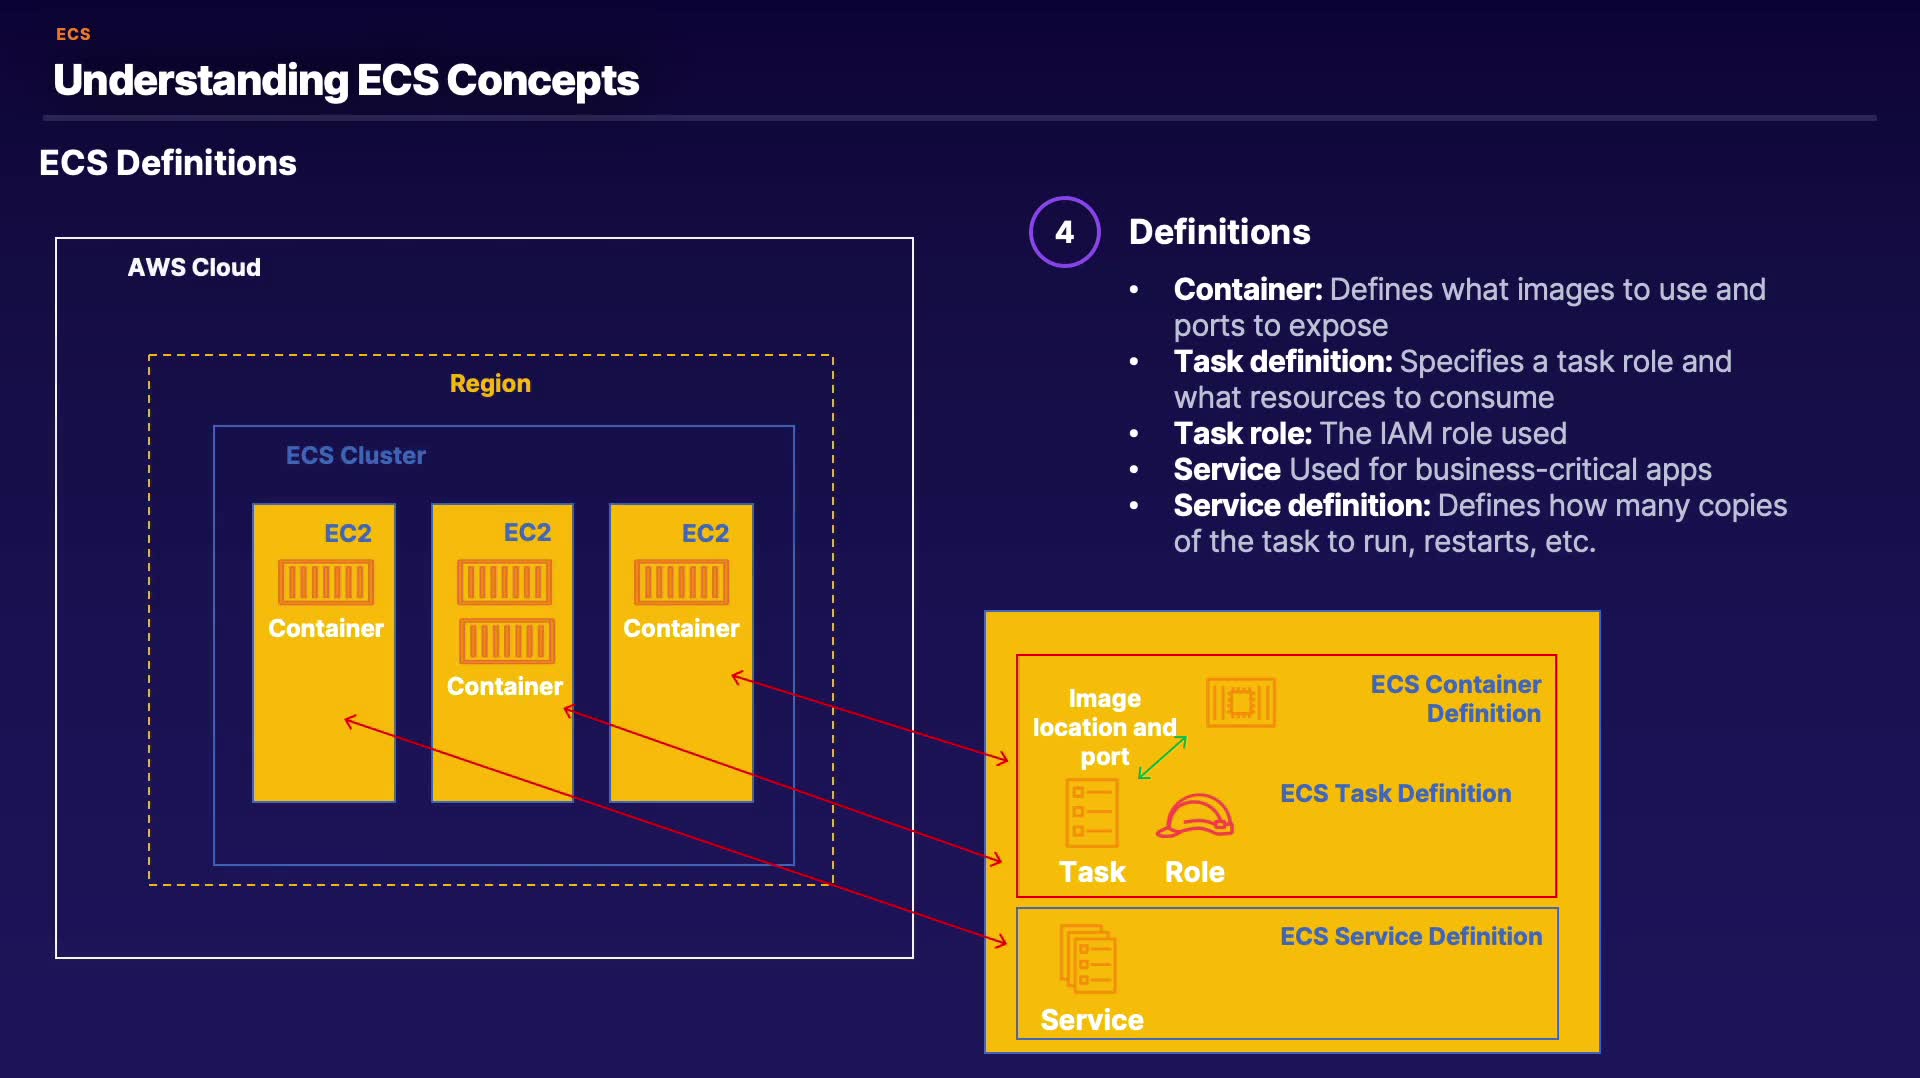 ECS
Understanding ECS Concepts
ECS Definitions
AWS Cloud
Region
ECS Cluster
EC2
Container
EC2
Container
EC2
Container
4
Definitions
• Container: Defines what images to use and
ports to expose
• Task definition: Specifies a task role and
what resources to consume
• Task role: The IAM role used
• Service Used for business-critical apps
• Service definition: Defines how many copies
of the task to run, restarts, etc.
Image
location and
port
ECS Container
Definition
ECS Task Definition
Task
Role
ECS Service Definition
Service